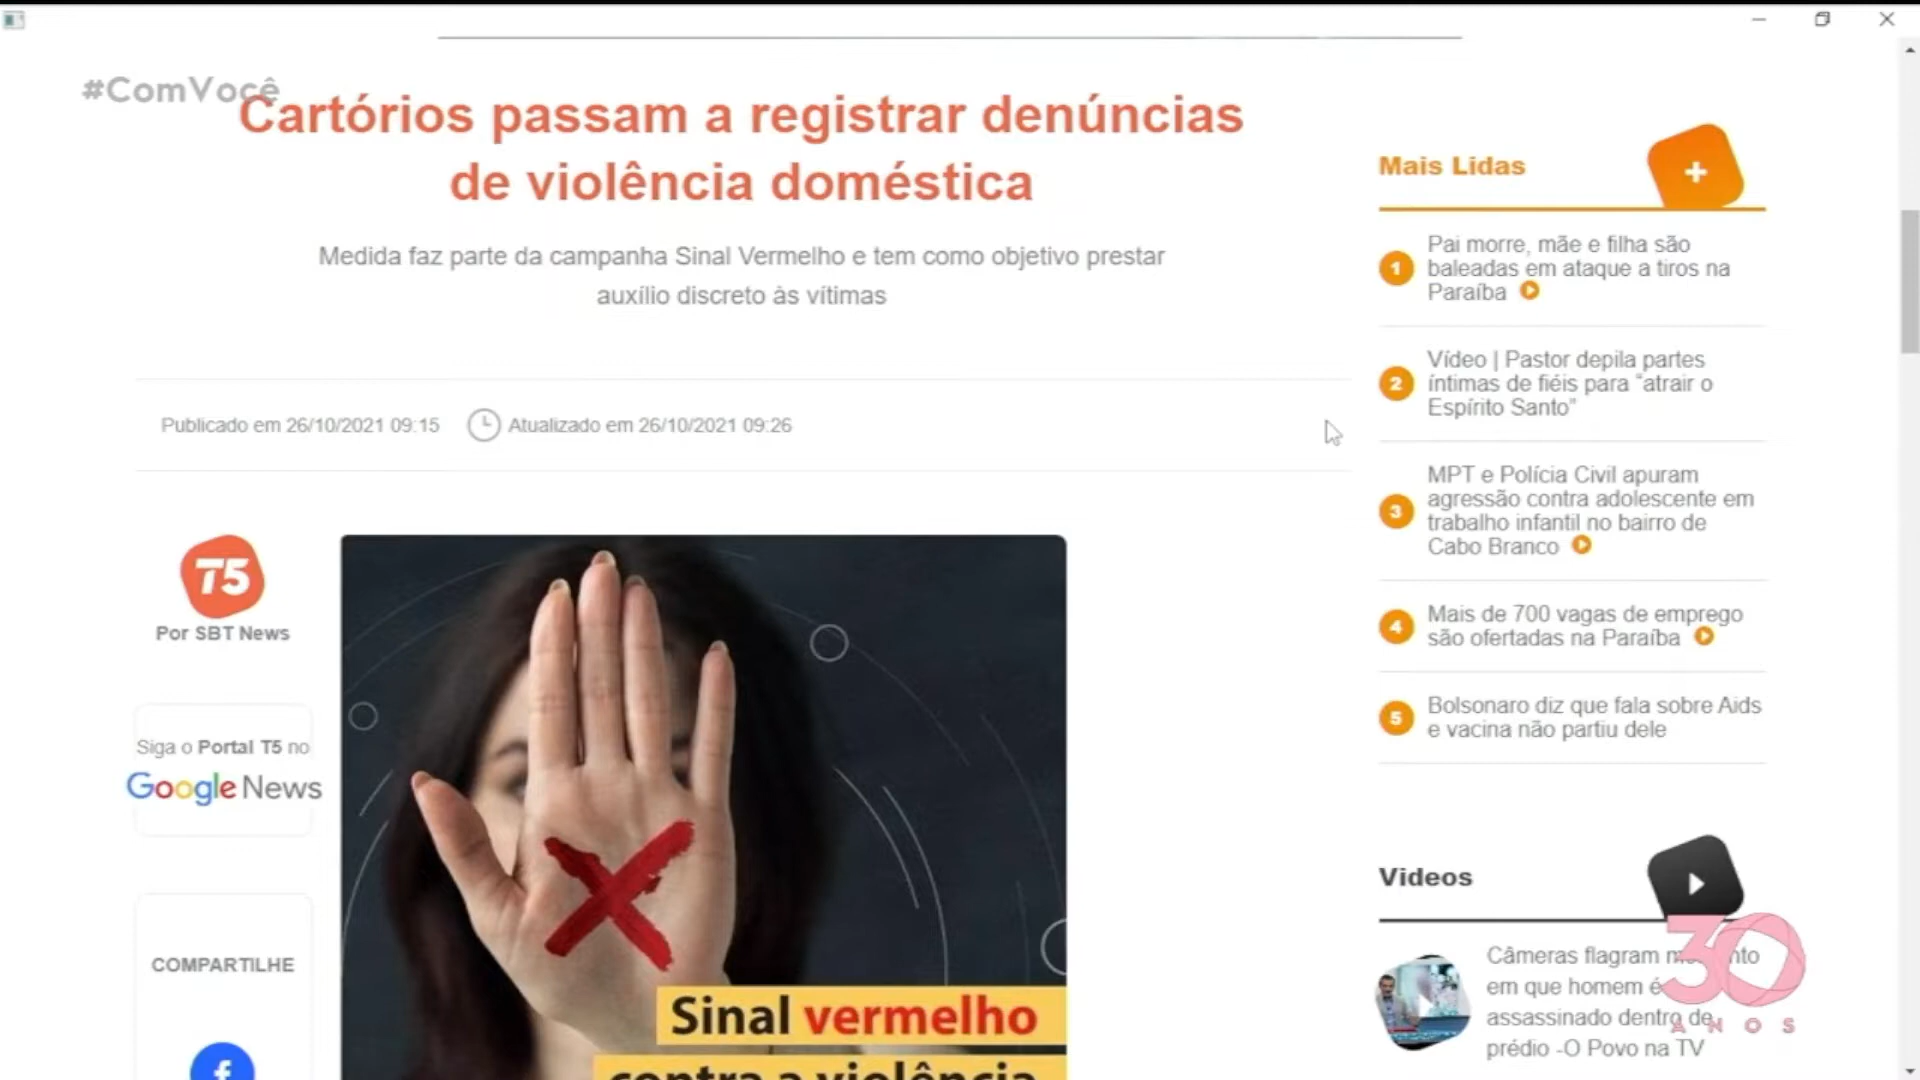 #ComVocê
Cartórios passam a registrar denúncias
de violência doméstica
Medida faz parte da campanha Sinal Vermelho e tem como objetivo prestar
auxílio discreto às vítimas
Publicado em 26/10/2021 09:15
Atualizado em 26/10/2021 09:26
T5
Por SBT News
Siga o Portal T5 no
Google News
COMPARTILHE
Sinal vermelho
contra a violência
Mais Lidas
1
Pai morre, mãe e filha são
baleadas em ataque a tiros na
Paraíba
2
Vídeo | Pastor depila partes
íntimas de fiéis para “atrair o
Espírito Santo”
3
MPT e Polícia Civil apuram
agressão contra adolescente em
trabalho infantil no bairro de
Cabo Branco
4
Mais de 700 vagas de emprego
são ofertadas na Paraíba
5
Bolsonaro diz que fala sobre Aids
e vacina não partiu dele
Videos
Câmeras flagram
em que homem é
assassinado dentro de
prédio -O Povo na TV
30
ANOS